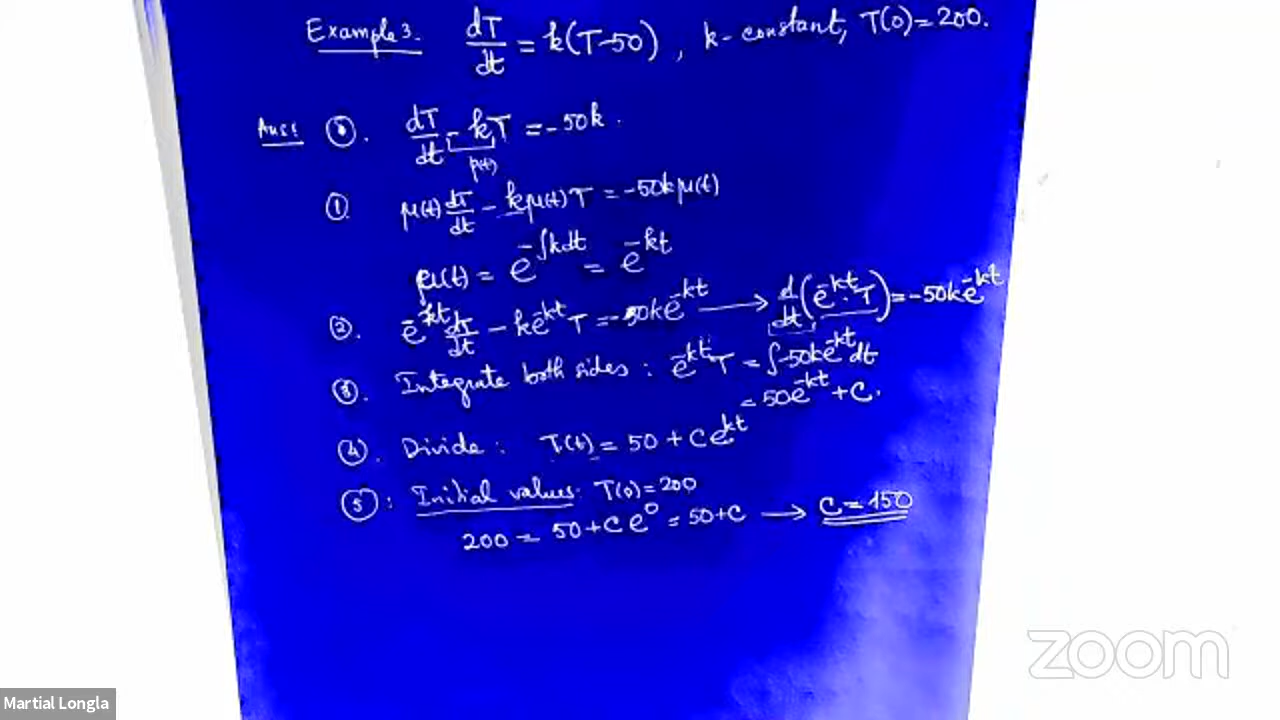 Example 3. dT/dt = k(T-50), k-constant, T(0)=200.
Ans: ⓪. dT/dt - kT = -50k.
p(t)
①. μ(t) dT/dt - kμ(t)T = -50kμ(t)
μ(t) = e^{-∫kdt} = e^{-kt}
②. e^{-kt} dT/dt - ke^{-kt}T = -50ke^{-kt} → d/dt(e^{-kt}·T) = -50ke^{-kt}
③. Integrate both sides: e^{-kt}T = ∫-50ke^{-kt}dt
= 50e^{-kt} + C.
④. Divide: T(t) = 50 + Ce^{kt}
⑤: Initial values: T(0)=200
200 = 50 + Ce^0 = 50 + C → C = 150
zoom
Martial Longla